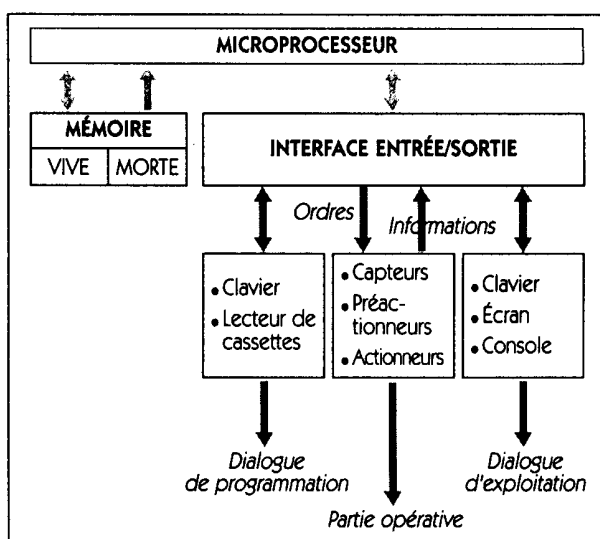 MICROPROCESSEUR
MÉMOIRE
VIVE
MORTE
INTERFACE ENTRÉE/SORTIE
Ordres
Informations
• Clavier
• Lecteur de
cassettes
• Capteurs
• Préac-
tionneurs
• Actionneurs
• Clavier
• Écran
• Console
Dialogue
de programmation
Partie opérative
Dialogue
d'exploitation